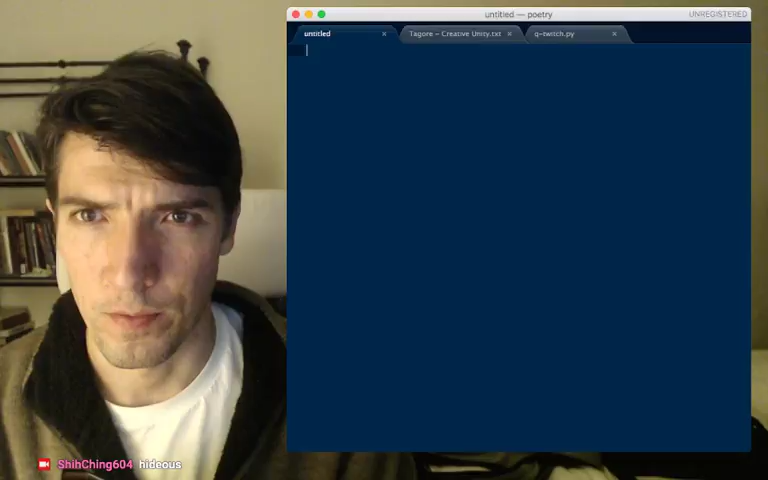 untitled — poetry
UNREGISTERED
untitled × Tagore – Creative Unity.txt × q-twitch.py ×
ShihChing604 hideous